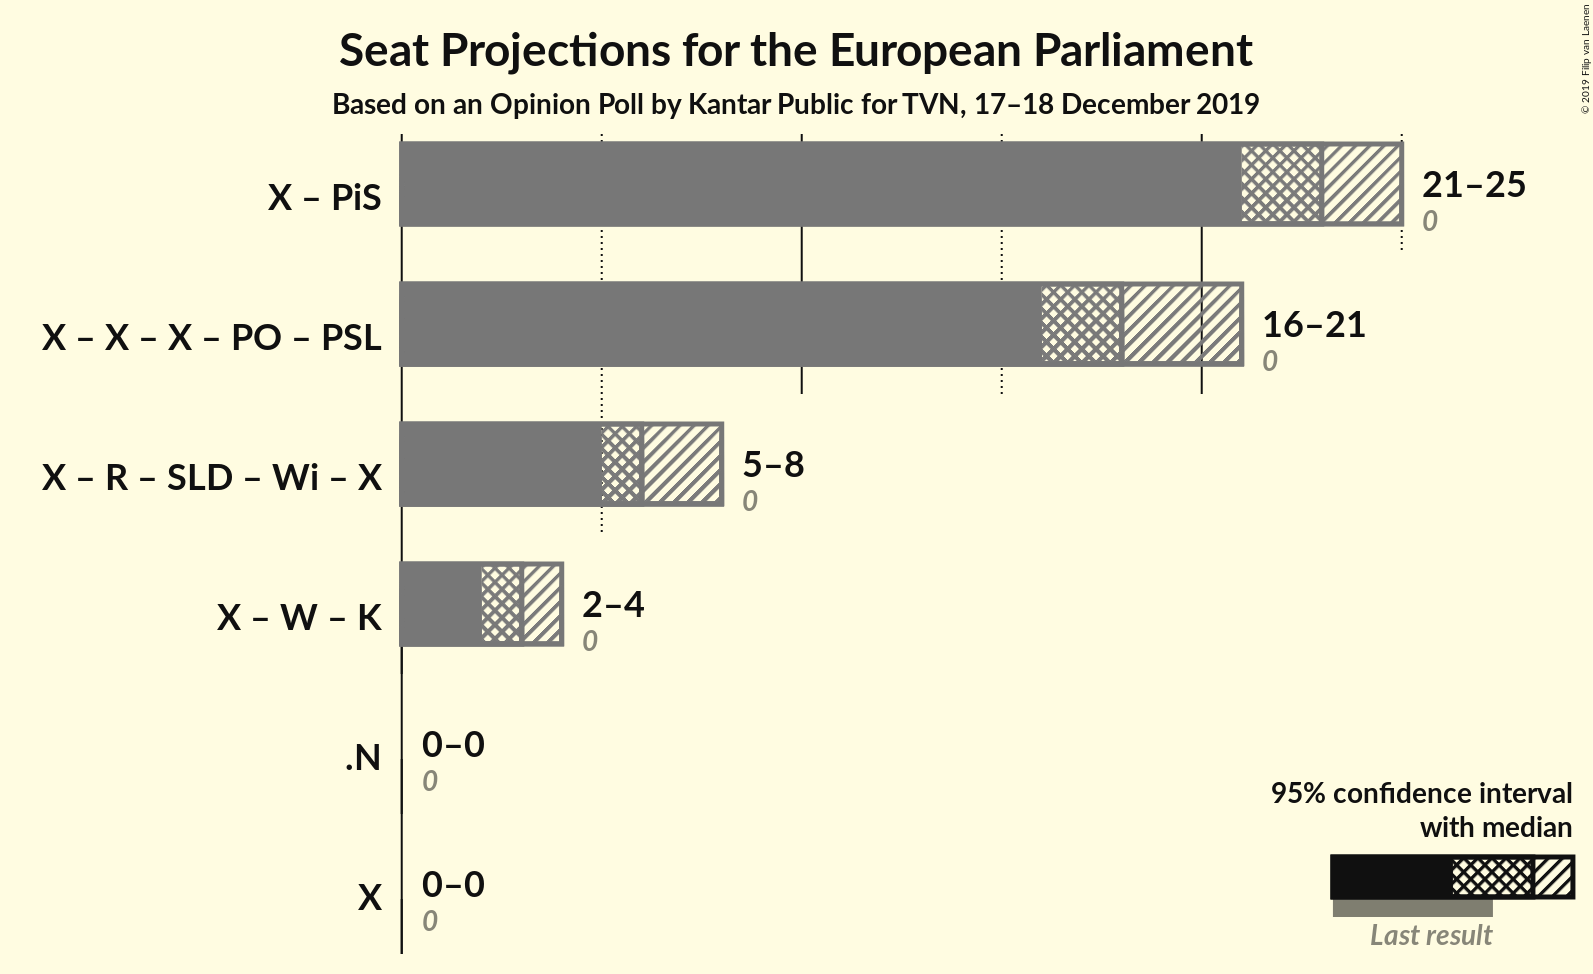 Seat Projections for the European Parliament
Based on an Opinion Poll by Kantar Public for TVN, 17–18 December 2019
© 2019 Filip van Laenen
X – PiS
21–25
0
X – X – X – PO – PSL
16–21
0
X – R – SLD – Wi – X
5–8
0
X – W – K
2–4
0
.N
0–0
0
X
0–0
0
95% confidence interval
with median
Last result